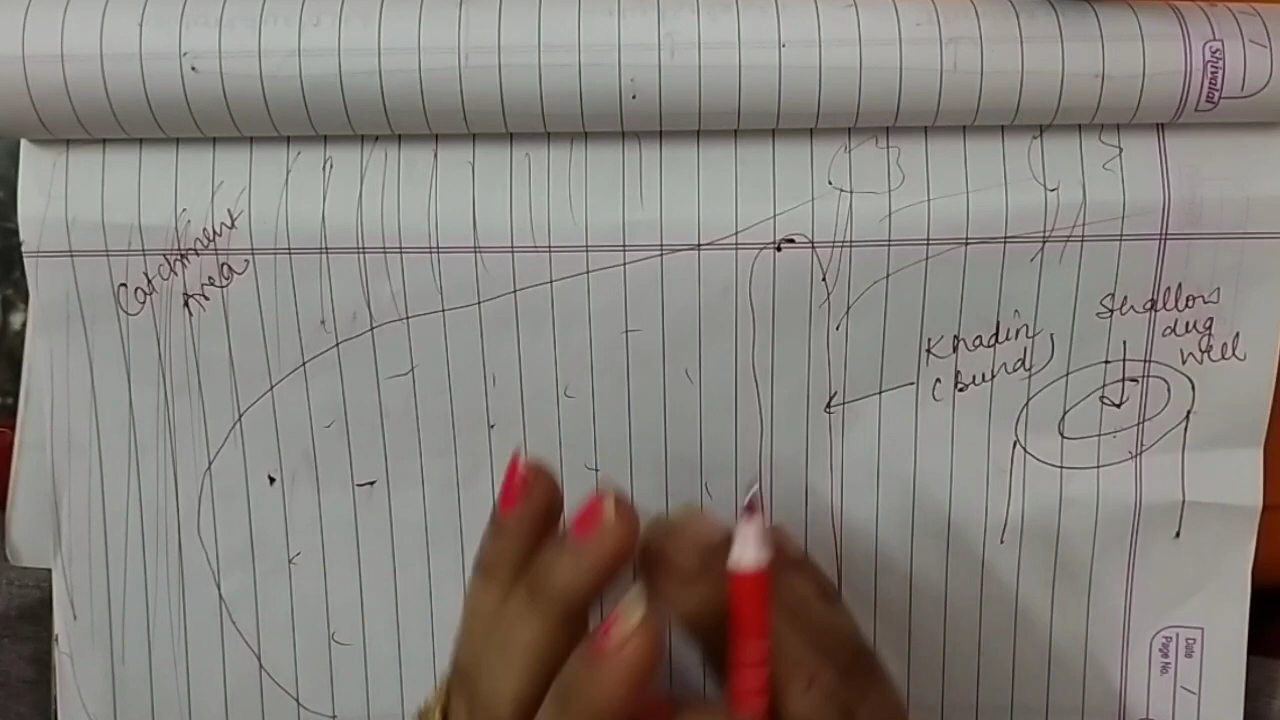 Catchment
Area
Khadin
(Bund)
Shallow
dug
well
Shivalal
Date
Page No.